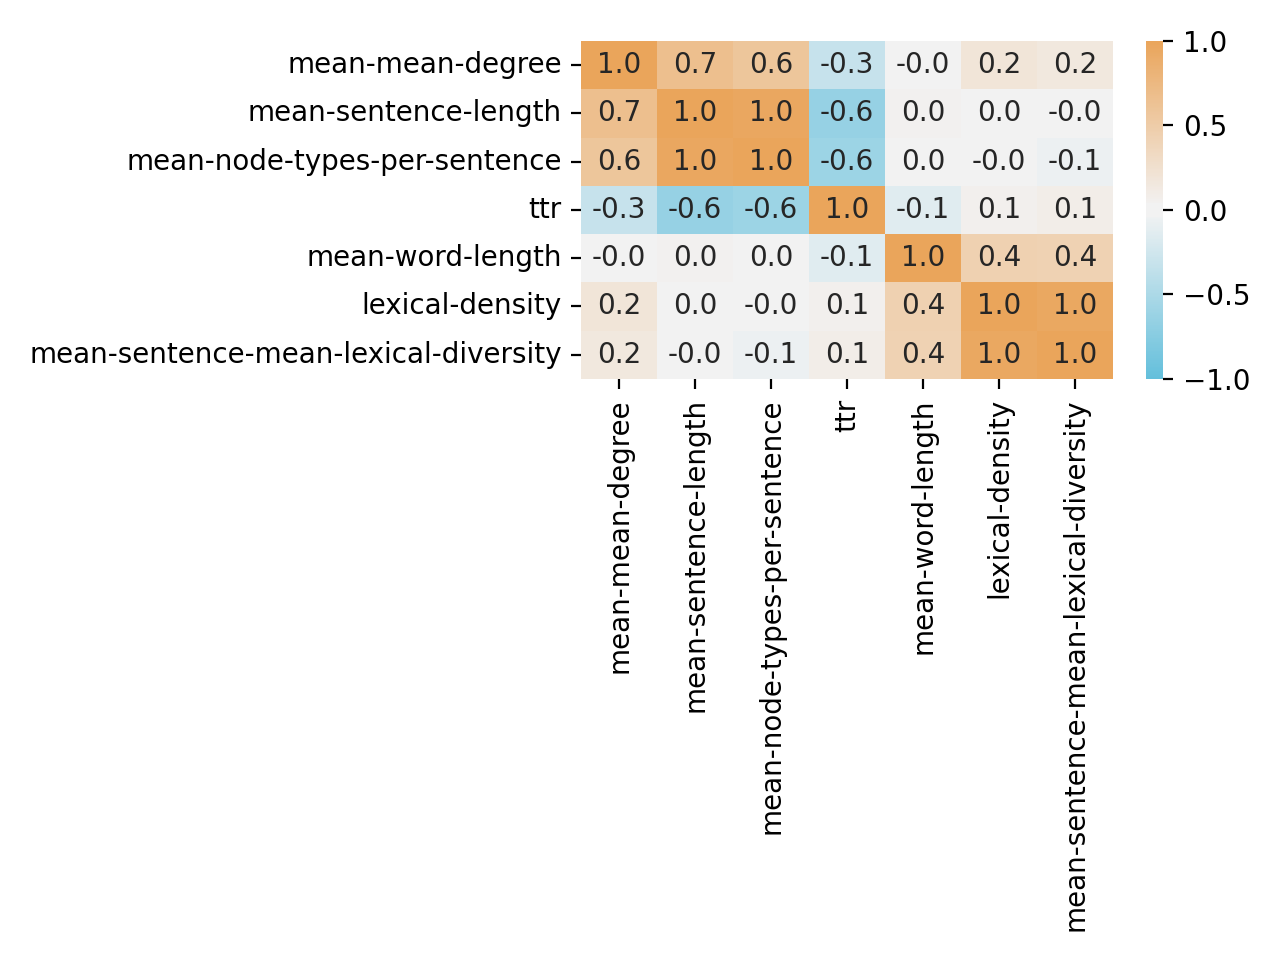 mean-mean-degree 1.0 0.7 0.6 -0.3 -0.0 0.2 0.2
mean-sentence-length 0.7 1.0 1.0 -0.6 0.0 0.0 -0.0
mean-node-types-per-sentence 0.6 1.0 1.0 -0.6 0.0 -0.0 -0.1
ttr -0.3 -0.6 -0.6 1.0 -0.1 0.1 0.1
mean-word-length -0.0 0.0 0.0 -0.1 1.0 0.4 0.4
lexical-density 0.2 0.0 -0.0 0.1 0.4 1.0 1.0
mean-sentence-mean-lexical-diversity 0.2 -0.0 -0.1 0.1 0.4 1.0 1.0
mean-mean-degree
mean-sentence-length
mean-node-types-per-sentence
ttr
mean-word-length
lexical-density
mean-sentence-mean-lexical-diversity
1.0
0.5
0.0
−0.5
−1.0